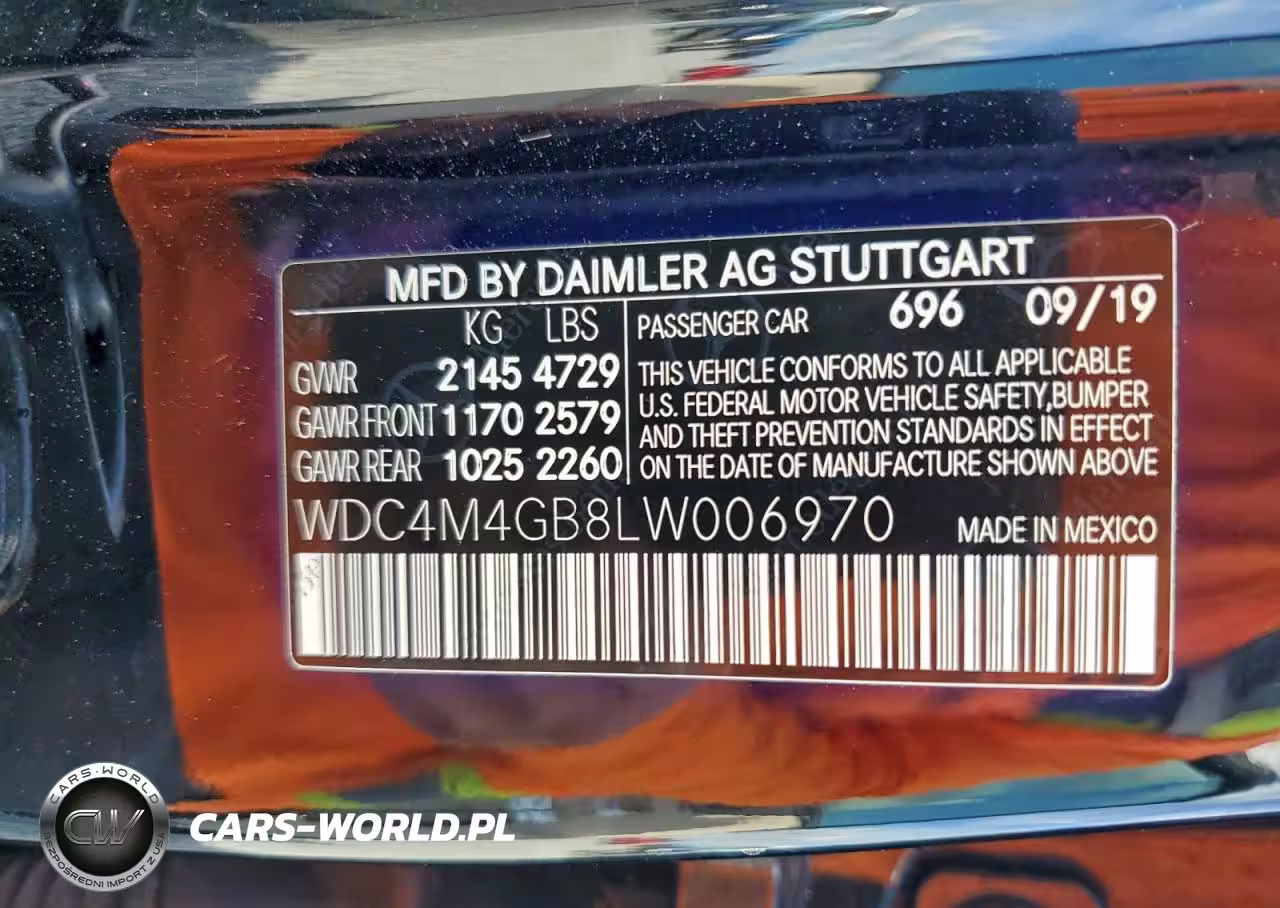 MFD BY DAIMLER AG STUTTGART
KG LBS
PASSENGER CAR 696 09/19
GVWR 2145 4729
GAWR FRONT 1170 2579
GAWR REAR 1025 2260
THIS VEHICLE CONFORMS TO ALL APPLICABLE
U.S. FEDERAL MOTOR VEHICLE SAFETY,BUMPER
AND THEFT PREVENTION STANDARDS IN EFFECT
ON THE DATE OF MANUFACTURE SHOWN ABOVE
WDC4M4GB8LW006970 MADE IN MEXICO
CARS-WORLD
CW
BEZPOŚREDNI IMPORT Z USA
CARS-WORLD.PL